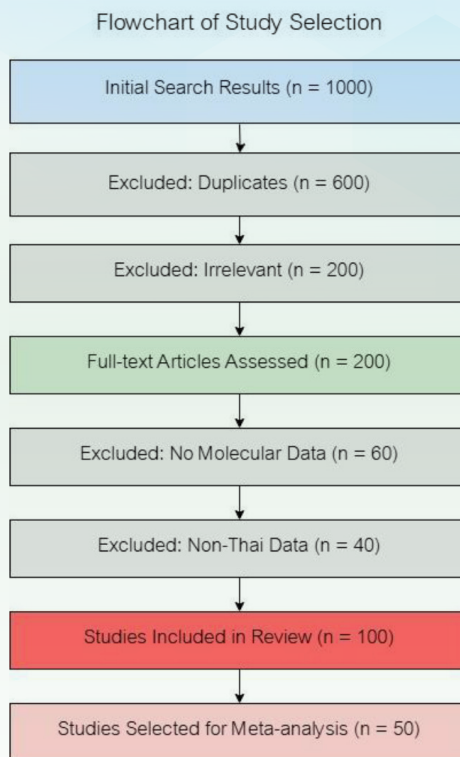 Flowchart of Study Selection
Initial Search Results (n = 1000)
Excluded: Duplicates (n = 600)
Excluded: Irrelevant (n = 200)
Full-text Articles Assessed (n = 200)
Excluded: No Molecular Data (n = 60)
Excluded: Non-Thai Data (n = 40)
Studies Included in Review (n = 100)
Studies Selected for Meta-analysis (n = 50)